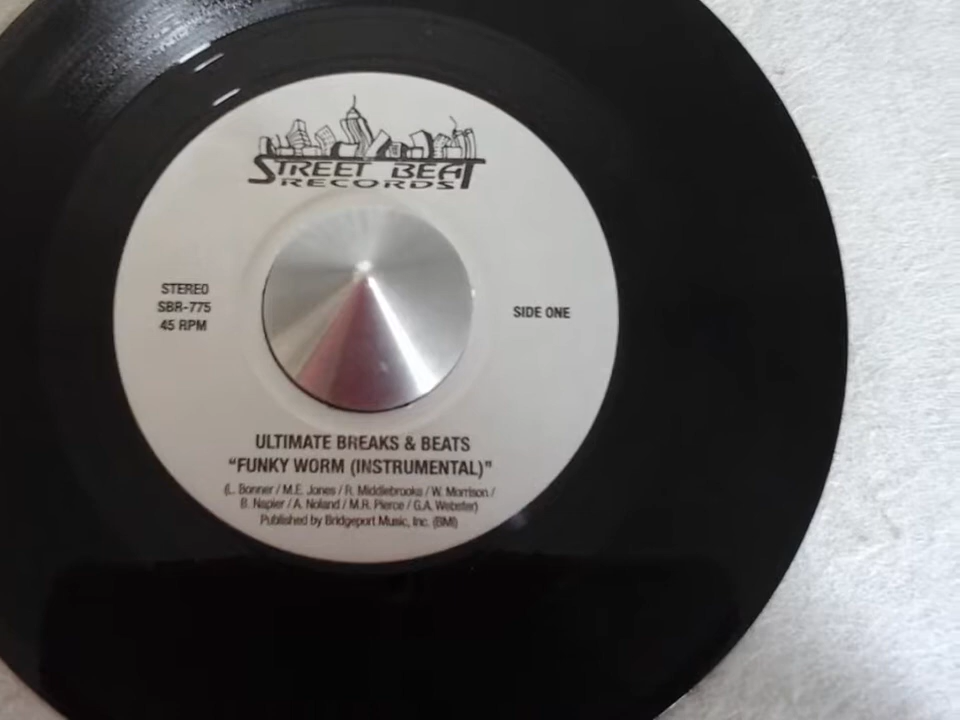 STREET BEAT
RECORDS
STEREO
SBR-775
45 RPM
SIDE ONE
ULTIMATE BREAKS & BEATS
“FUNKY WORM (INSTRUMENTAL)”
(L. Bonner / M.E. Jones / R. Middlebrooks / W. Morrison /
B. Napier / A. Noland / M.R. Pierce / G.A. Webster)
Published by Bridgeport Music, Inc. (BMI)